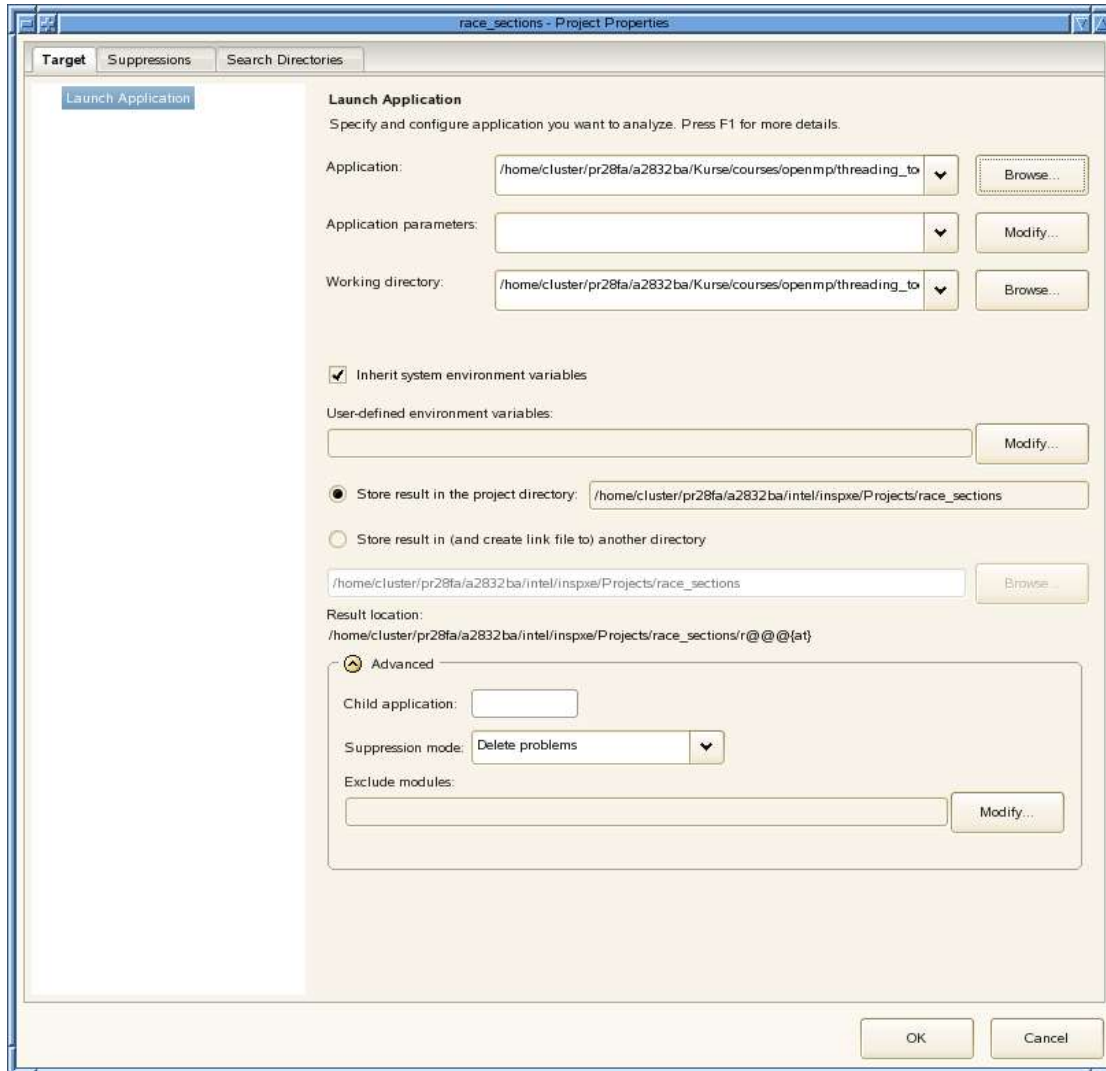 race_sections - Project Properties
Target Suppressions Search Directories
Launch Application
Launch Application
Specify and configure application you want to analyze. Press F1 for more details.
Application: /home/cluster/pr28fa/a2832ba/Kurse/courses/openmp/threading_to Browse...
Application parameters: Modify...
Working directory: /home/cluster/pr28fa/a2832ba/Kurse/courses/openmp/threading_to Browse...
Inherit system environment variables
User-defined environment variables:
Modify...
Store result in the project directory: /home/cluster/pr28fa/a2832ba/intel/inspxe/Projects/race_sections
Store result in (and create link file to) another directory
/home/cluster/pr28fa/a2832ba/intel/inspxe/Projects/race_sections Browse...
Result location:
/home/cluster/pr28fa/a2832ba/intel/inspxe/Projects/race_sections/r@@@{at}
Advanced
Child application:
Suppression mode: Delete problems
Exclude modules:
Modify...
OK Cancel